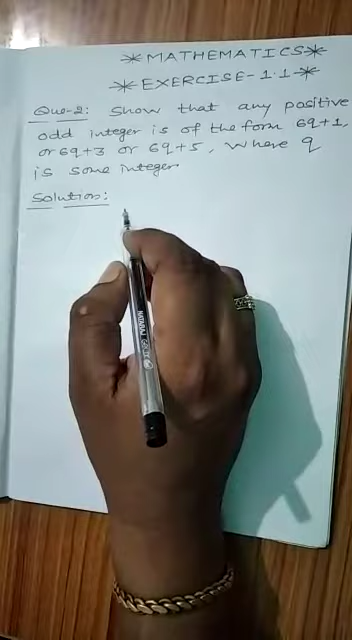 *MATHEMATICS*
*EXERCISE-1.1-*
Que-2: Show that any positive
odd integer is of the form 6q+1,
or 6q+3 or 6q+5, where q
is some integer
Solution:
NATARAJ